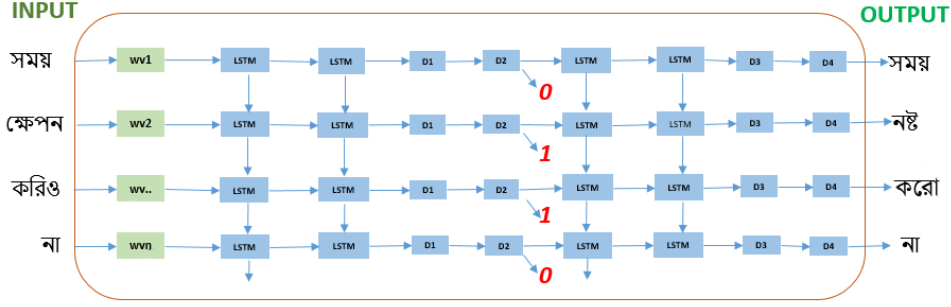 INPUT OUTPUT
সময় wv1 LSTM LSTM D1 D2 LSTM LSTM D3 D4 সময়
0
ক্ষেপন wv2 LSTM LSTM D1 D2 LSTM LSTM D3 D4 নষ্ট
1
করিও wv.. LSTM LSTM D1 D2 LSTM LSTM D3 D4 করো
1
না wvn LSTM LSTM D1 D2 LSTM LSTM D3 D4 না
0